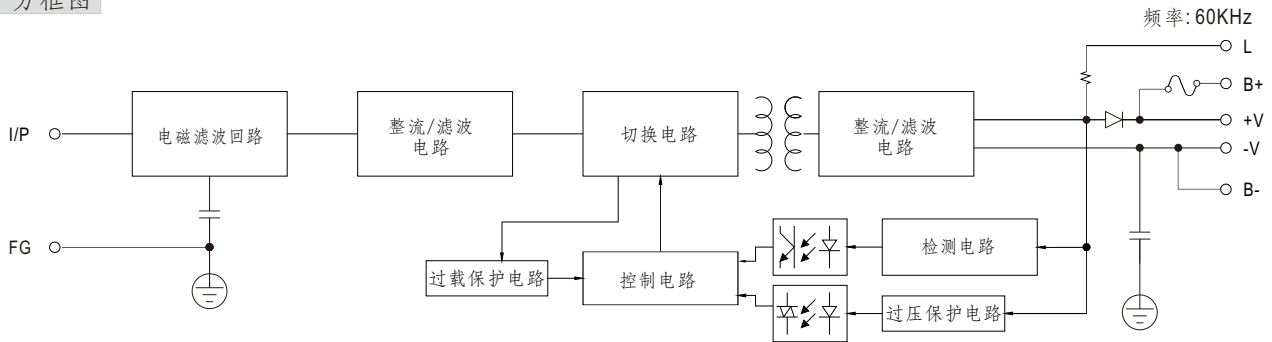 方框图
频率: 60KHz
L
B+
I/P
电磁滤波回路
整流/滤波
电路
切换电路
整流/滤波
电路
+V
-V
B-
FG
过载保护电路
控制电路
检测电路
过压保护电路